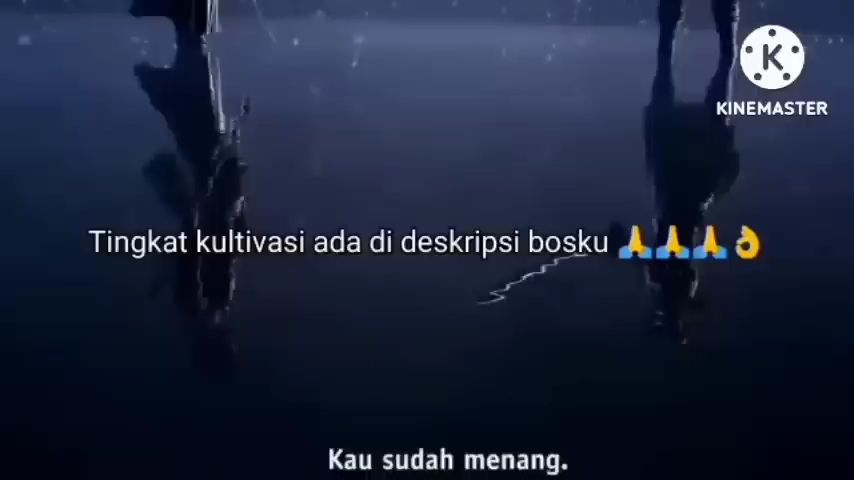 K
KINEMASTER
Tingkat kultivasi ada di deskripsi bosku 🙏🙏🙏👌
Kau sudah menang.